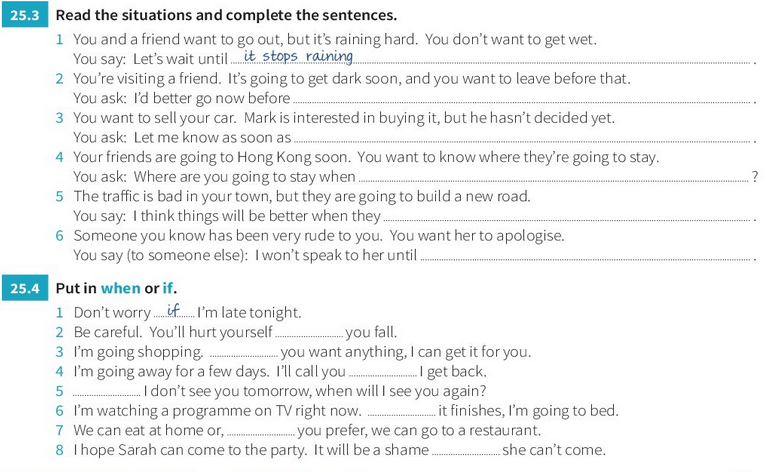 25.3 Read the situations and complete the sentences.
1 You and a friend want to go out, but it's raining hard. You don't want to get wet.
You say: Let's wait until it stops raining .
2 You're visiting a friend. It's going to get dark soon, and you want to leave before that.
You ask: I'd better go now before .
3 You want to sell your car. Mark is interested in buying it, but he hasn't decided yet.
You ask: Let me know as soon as .
4 Your friends are going to Hong Kong soon. You want to know where they're going to stay.
You ask: Where are you going to stay when ?
5 The traffic is bad in your town, but they are going to build a new road.
You say: I think things will be better when they .
6 Someone you know has been very rude to you. You want her to apologise.
You say (to someone else): I won't speak to her until .
25.4 Put in when or if.
1 Don't worry if I'm late tonight.
2 Be careful. You'll hurt yourself you fall.
3 I'm going shopping. you want anything, I can get it for you.
4 I'm going away for a few days. I'll call you I get back.
5 I don't see you tomorrow, when will I see you again?
6 I'm watching a programme on TV right now. it finishes, I'm going to bed.
7 We can eat at home or, you prefer, we can go to a restaurant.
8 I hope Sarah can come to the party. It will be a shame she can't come.